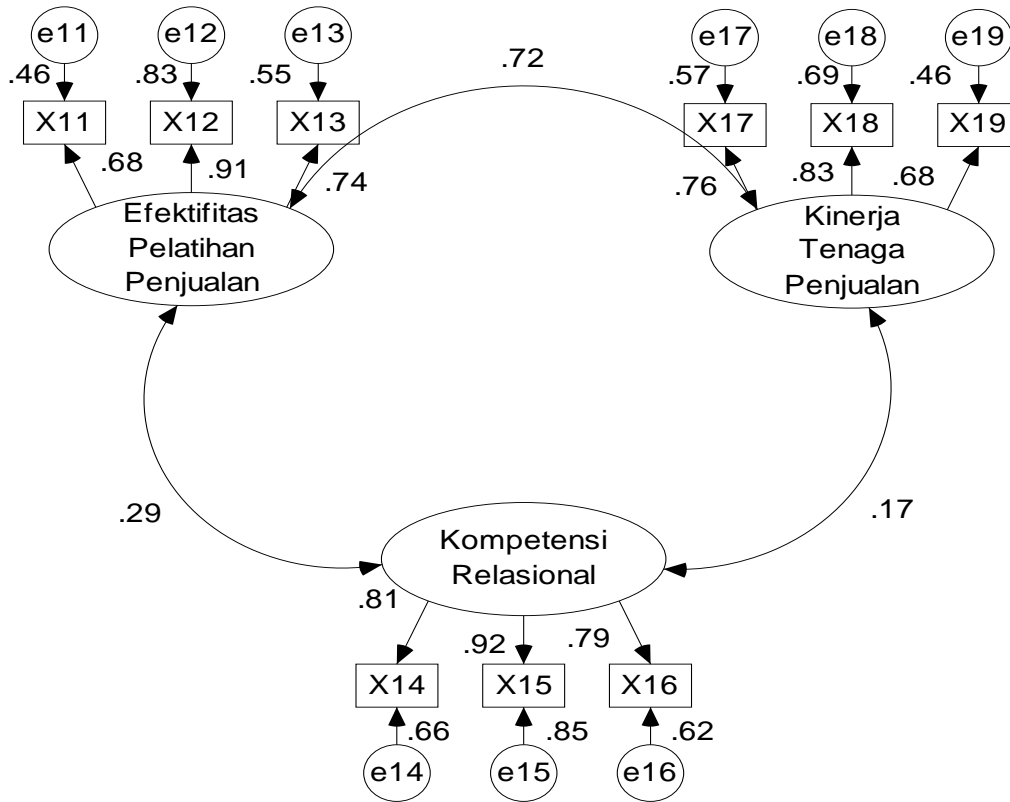 e11 e12 e13 e17 e18 e19
.46 .83 .55 .72 .57 .69 .46
X11 X12 X13 X17 X18 X19
.68 .91 .74 .76 .83 .68
Efektifitas
Pelatihan
Penjualan
Kinerja
Tenaga
Penjualan
.29 .17
Kompetensi
Relasional
.81 .92 .79
X14 X15 X16
.66 .85 .62
e14 e15 e16